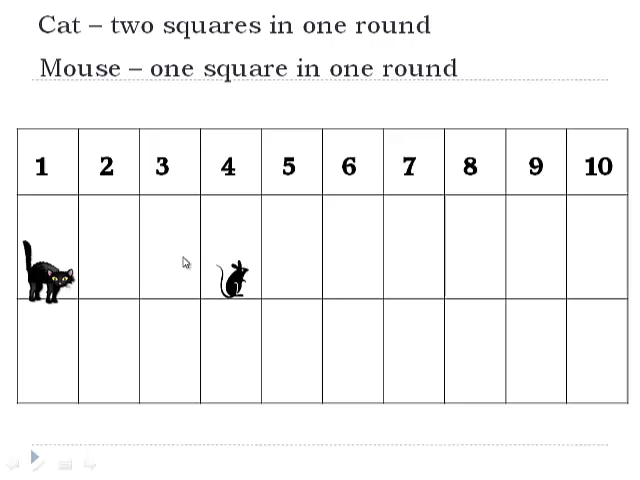 Cat – two squares in one round
Mouse – one square in one round
1 2 3 4 5 6 7 8 9 10